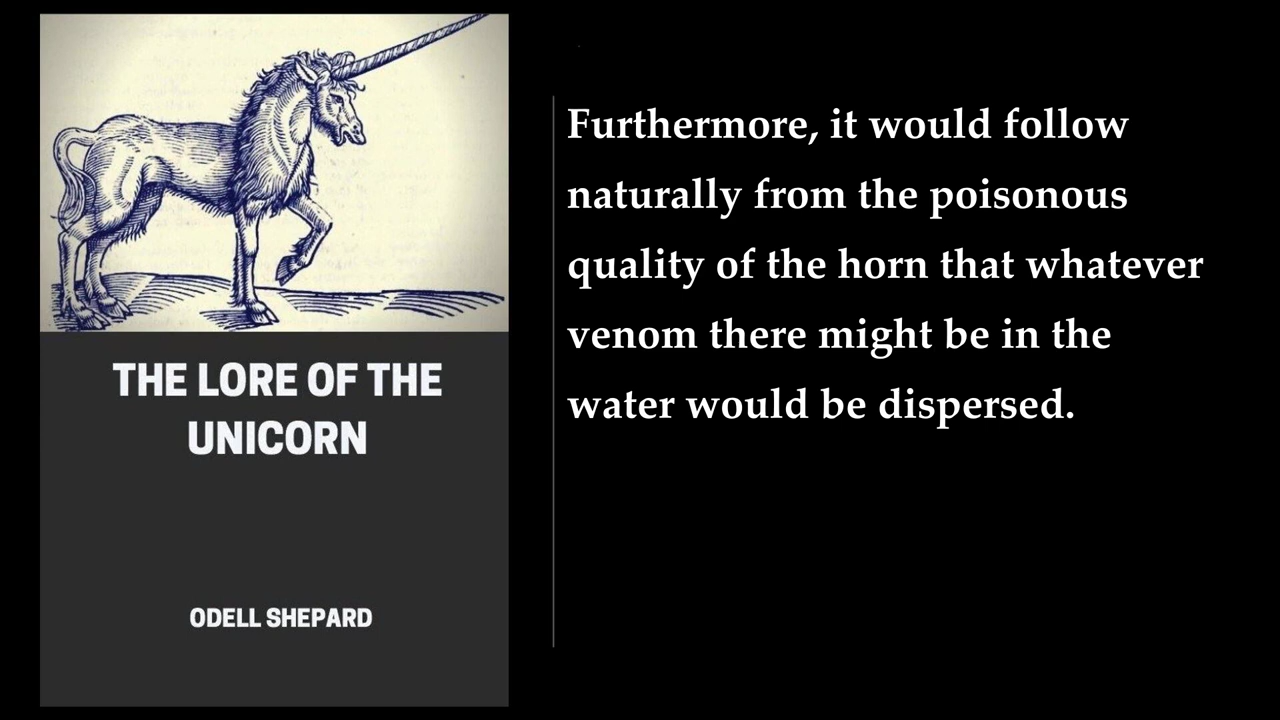 THE LORE OF THE
UNICORN
ODELL SHEPARD
Furthermore, it would follow
naturally from the poisonous
quality of the horn that whatever
venom there might be in the
water would be dispersed.